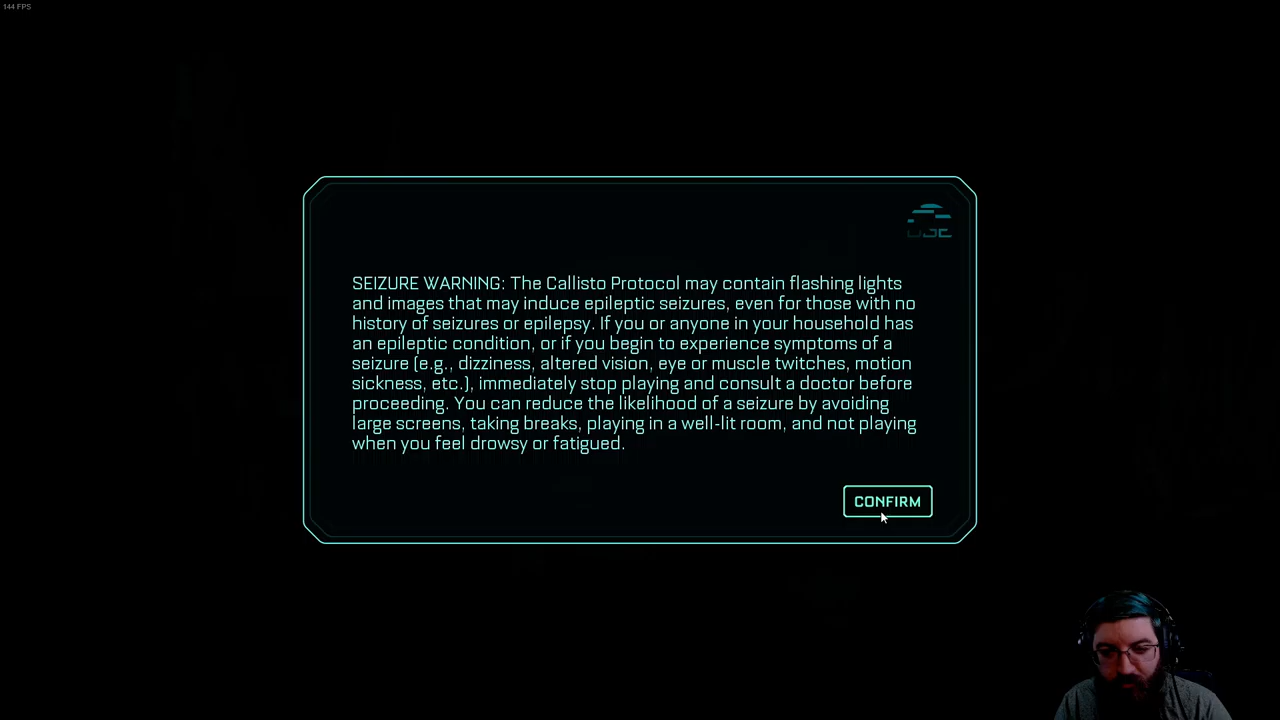 144 FPS
SEIZURE WARNING: The Callisto Protocol may contain flashing lights
and images that may induce epileptic seizures, even for those with no
history of seizures or epilepsy. If you or anyone in your household has
an epileptic condition, or if you begin to experience symptoms of a
seizure (e.g., dizziness, altered vision, eye or muscle twitches, motion
sickness, etc.), immediately stop playing and consult a doctor before
proceeding. You can reduce the likelihood of a seizure by avoiding
large screens, taking breaks, playing in a well-lit room, and not playing
when you feel drowsy or fatigued.
CONFIRM